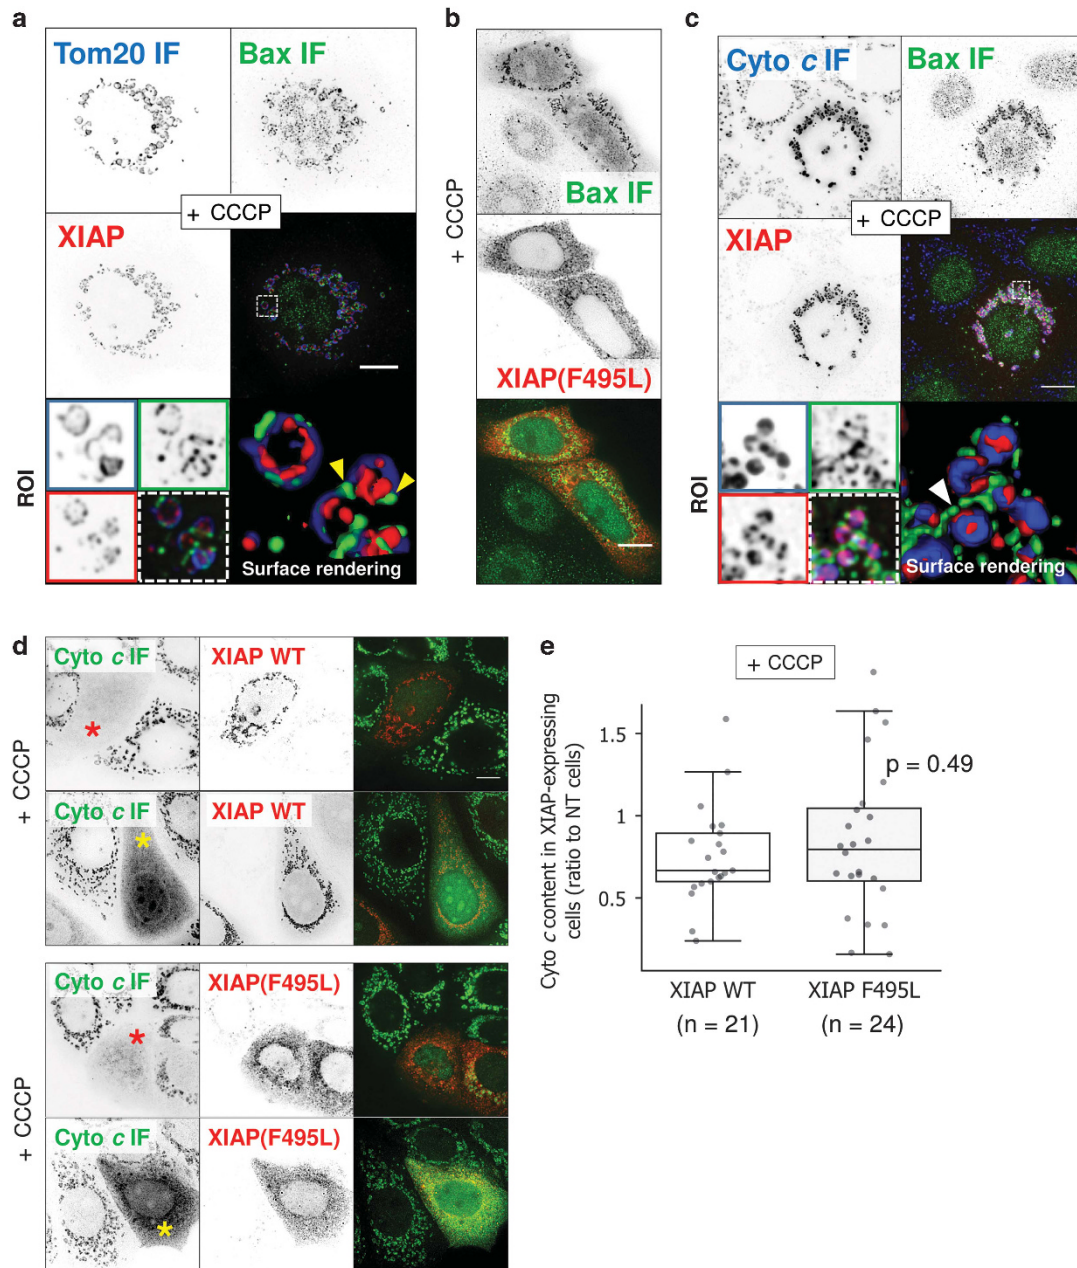 a
Tom20 IF
Bax IF
+ CCCP
XIAP
ROI
Surface rendering
b
+ CCCP
Bax IF
XIAP(F495L)
c
Cyto c IF
Bax IF
+ CCCP
XIAP
ROI
Surface rendering
d
+ CCCP
Cyto c IF
XIAP WT
*
Cyto c IF
XIAP WT
*
+ CCCP
Cyto c IF
XIAP(F495L)
*
Cyto c IF
XIAP(F495L)
*
e
+ CCCP
Cyto c content in XIAP-expressing
cells (ratio to NT cells)
1.5
1
0.5
p = 0.49
XIAP WT
(n = 21)
XIAP F495L
(n = 24)